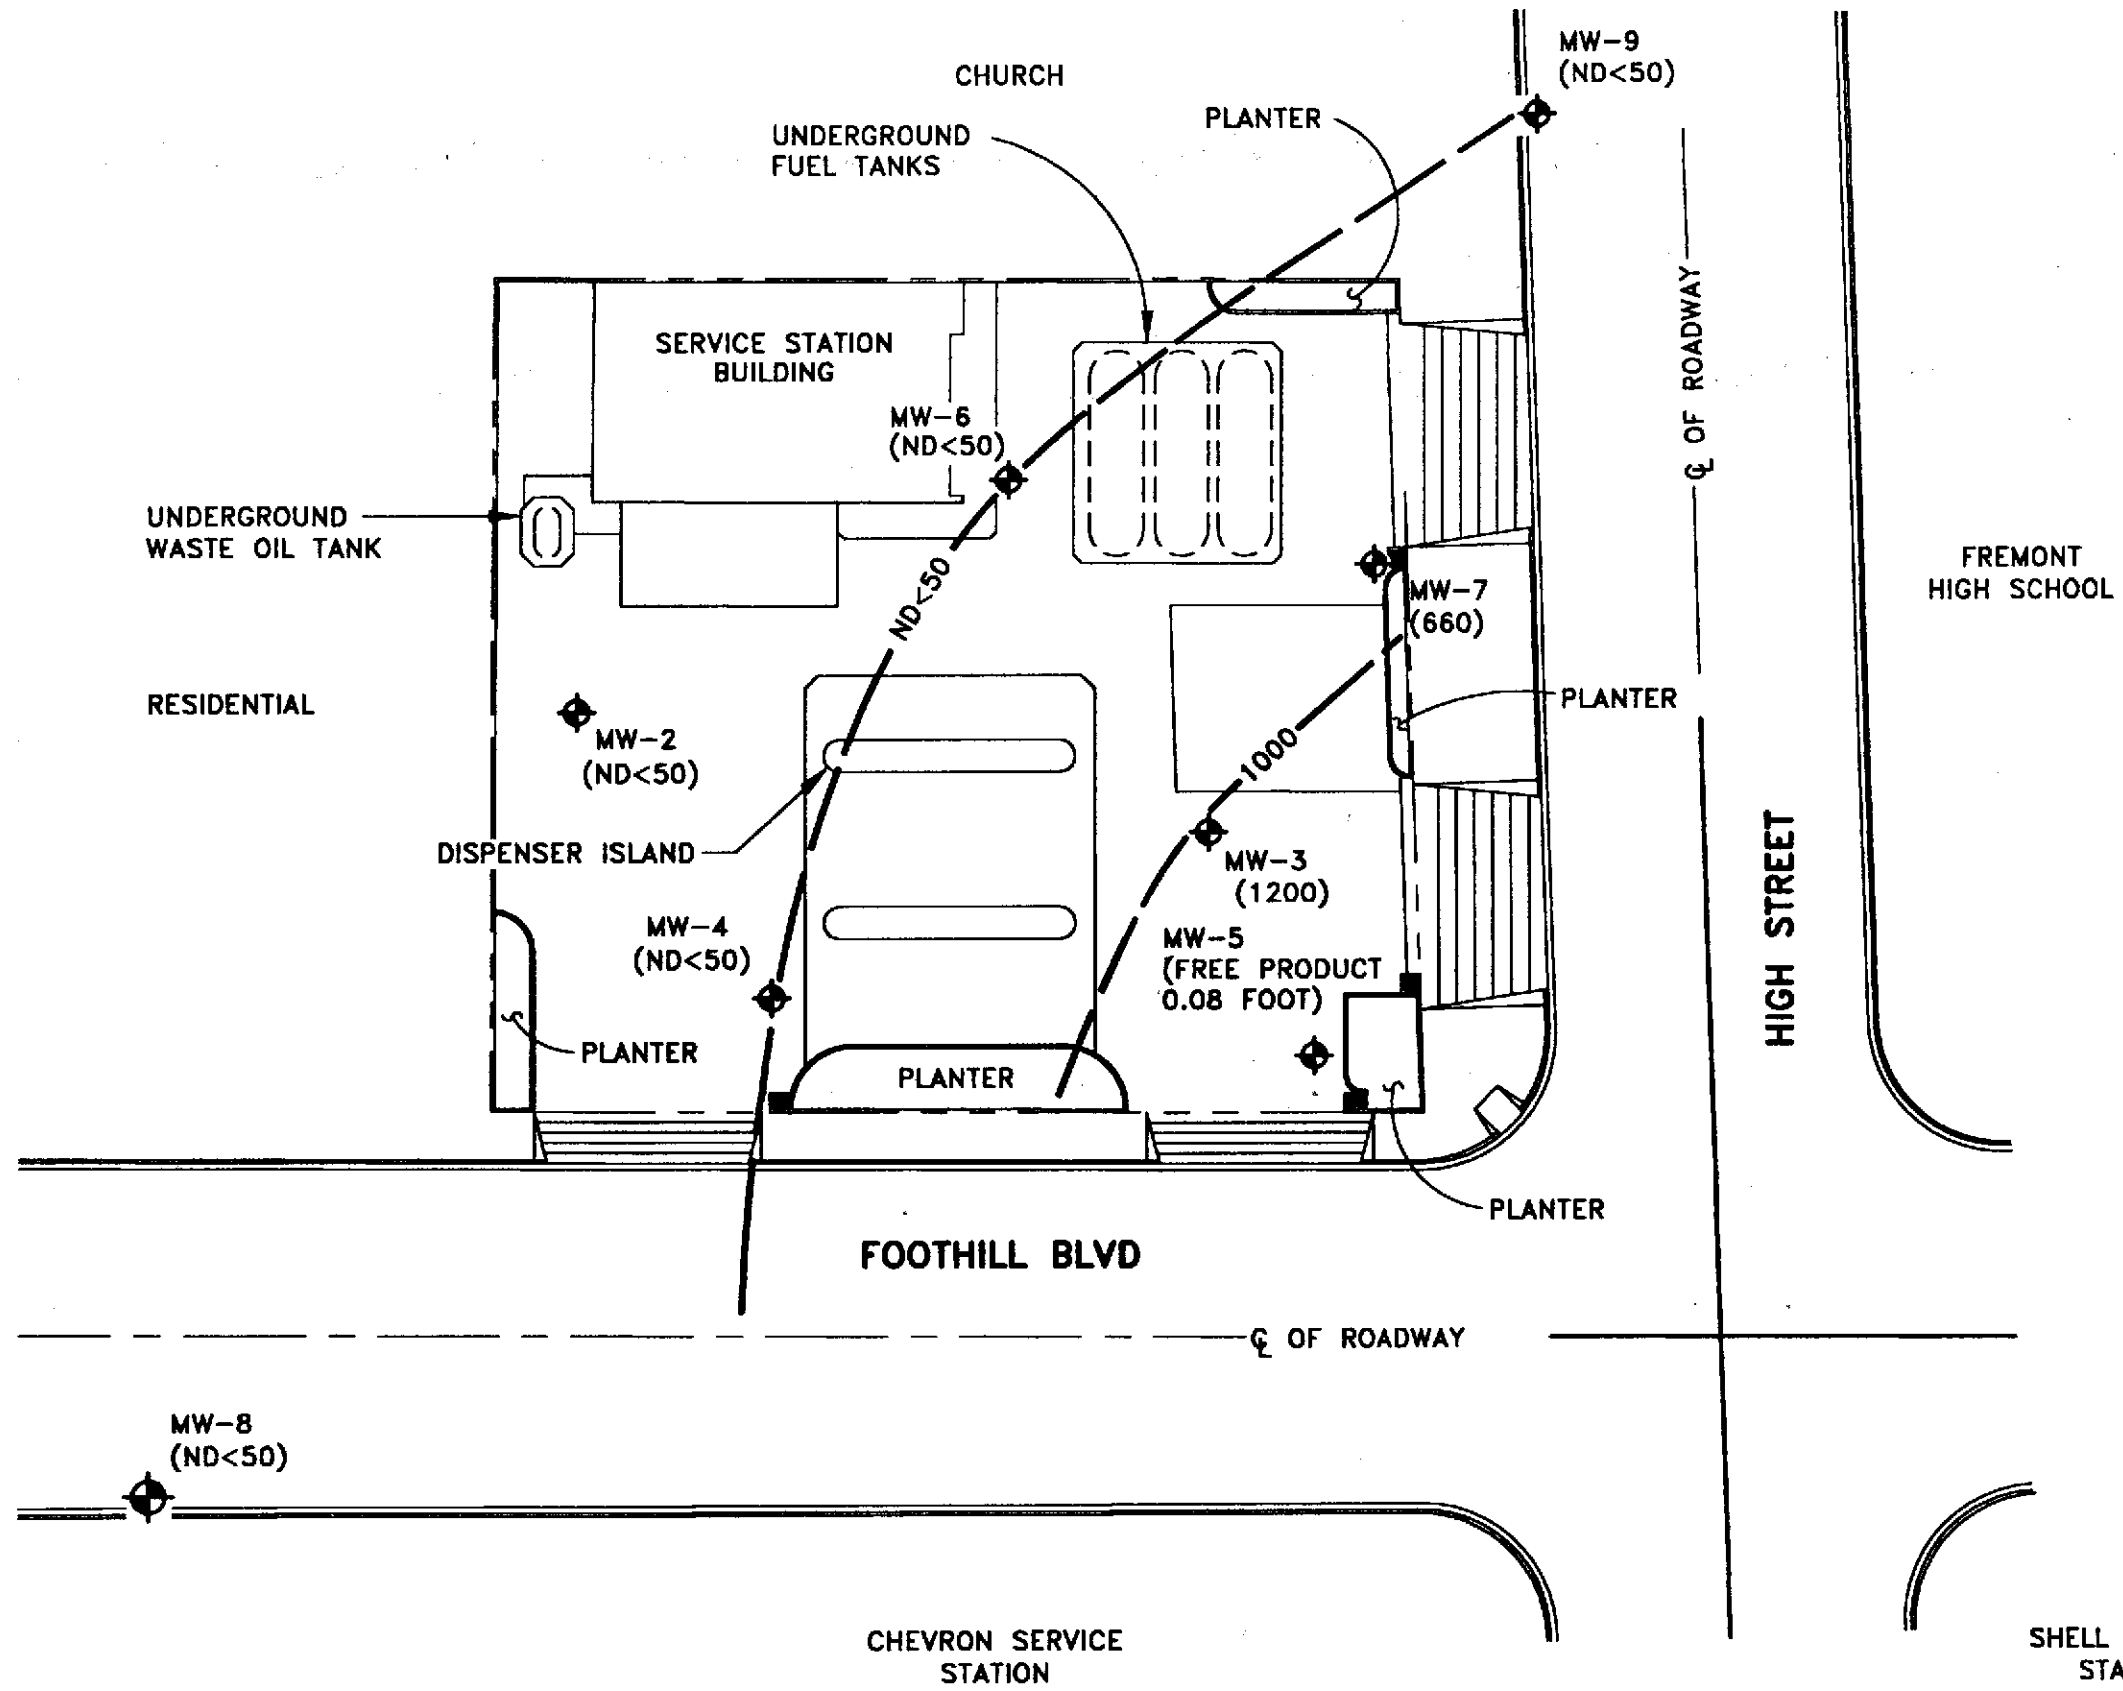 MW-9
(ND<50)
CHURCH
PLANTER
UNDERGROUND
FUEL TANKS
℄ OF ROADWAY
SERVICE STATION
BUILDING
MW-6
(ND<50)
UNDERGROUND
WASTE OIL TANK
ND<50
FREMONT
HIGH SCHOOL
MW-7
(660)
RESIDENTIAL
PLANTER
MW-2
(ND<50)
1000
DISPENSER ISLAND
MW-3
(1200)
HIGH STREET
MW-4
(ND<50)
MW-5
(FREE PRODUCT
0.08 FOOT)
PLANTER
PLANTER
PLANTER
FOOTHILL BLVD
℄ OF ROADWAY
MW-8
(ND<50)
CHEVRON SERVICE
STATION
SHELL
STA